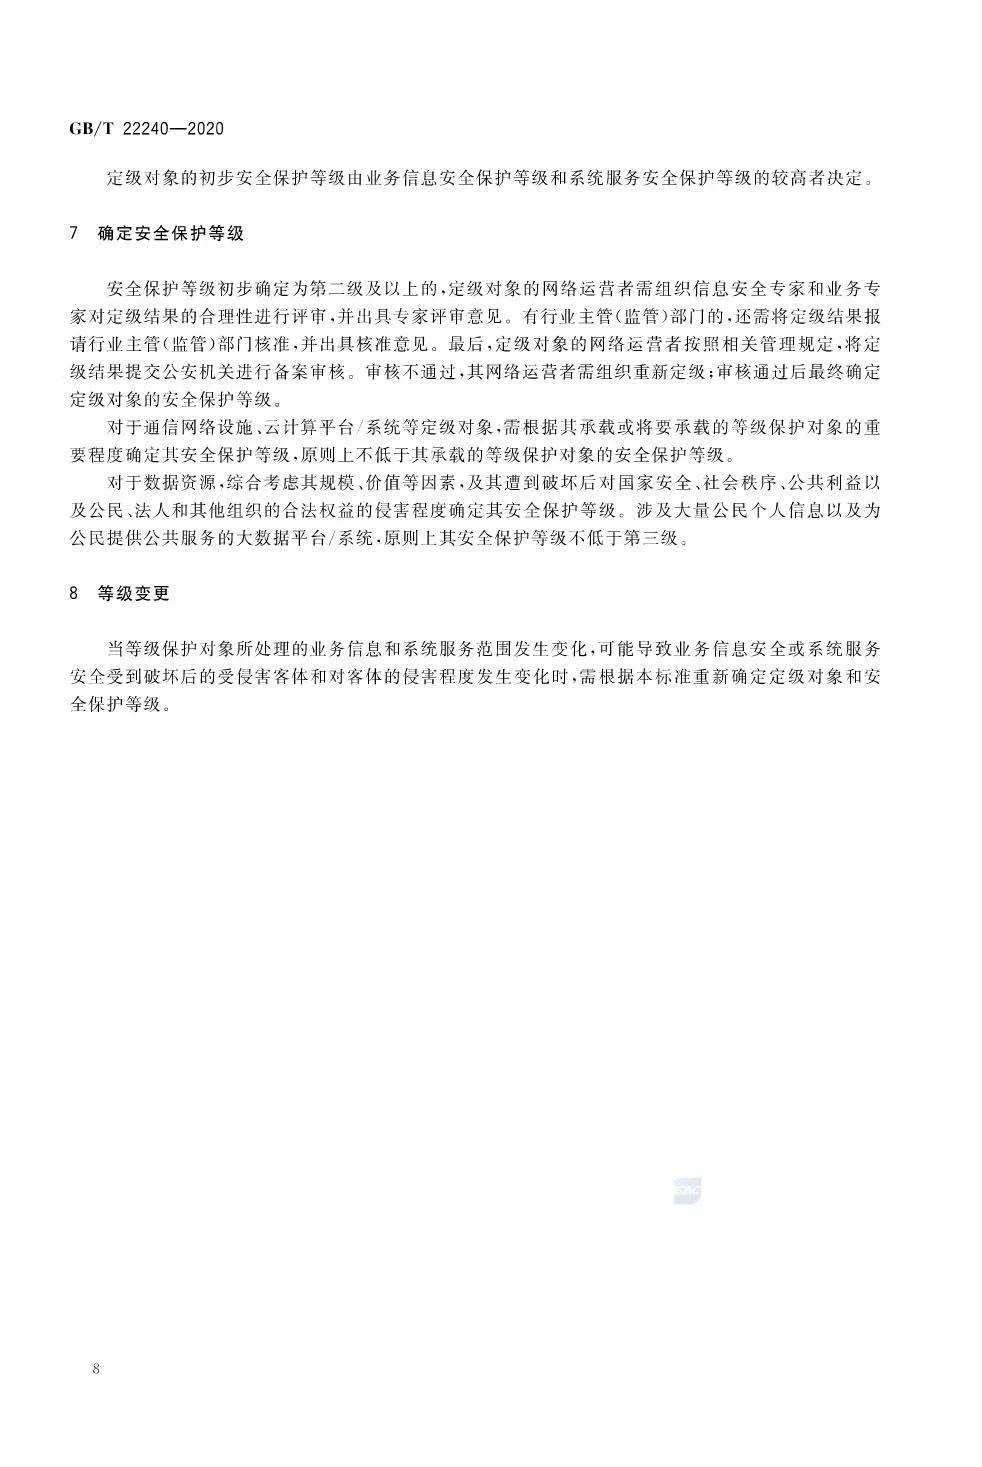 GB/T 22240—2020
定级对象的初步安全保护等级由业务信息安全保护等级和系统服务安全保护等级的较高者决定。
7 确定安全保护等级
安全保护等级初步确定为第二级及以上的,定级对象的网络运营者需组织信息安全专家和业务专
家对定级结果的合理性进行评审,并出具专家评审意见。有行业主管(监管)部门的,还需将定级结果报
请行业主管(监管)部门核准,并出具核准意见。最后,定级对象的网络运营者按照相关管理规定,将定
级结果提交公安机关进行备案审核。审核不通过,其网络运营者需组织重新定级;审核通过后最终确定
定级对象的安全保护等级。
对于通信网络设施、云计算平台/系统等定级对象,需根据其承载或将要承载的等级保护对象的重
要程度确定其安全保护等级,原则上不低于其承载的等级保护对象的安全保护等级。
对于数据资源,综合考虑其规模、价值等因素,及其遭到破坏后对国家安全、社会秩序、公共利益以
及公民、法人和其他组织的合法权益的侵害程度确定其安全保护等级。涉及大量公民个人信息以及为
公民提供公共服务的大数据平台/系统,原则上其安全保护等级不低于第三级。
8 等级变更
当等级保护对象所处理的业务信息和系统服务范围发生变化,可能导致业务信息安全或系统服务
安全受到破坏后的受侵害客体和对客体的侵害程度发生变化时,需根据本标准重新确定定级对象和安
全保护等级。
8